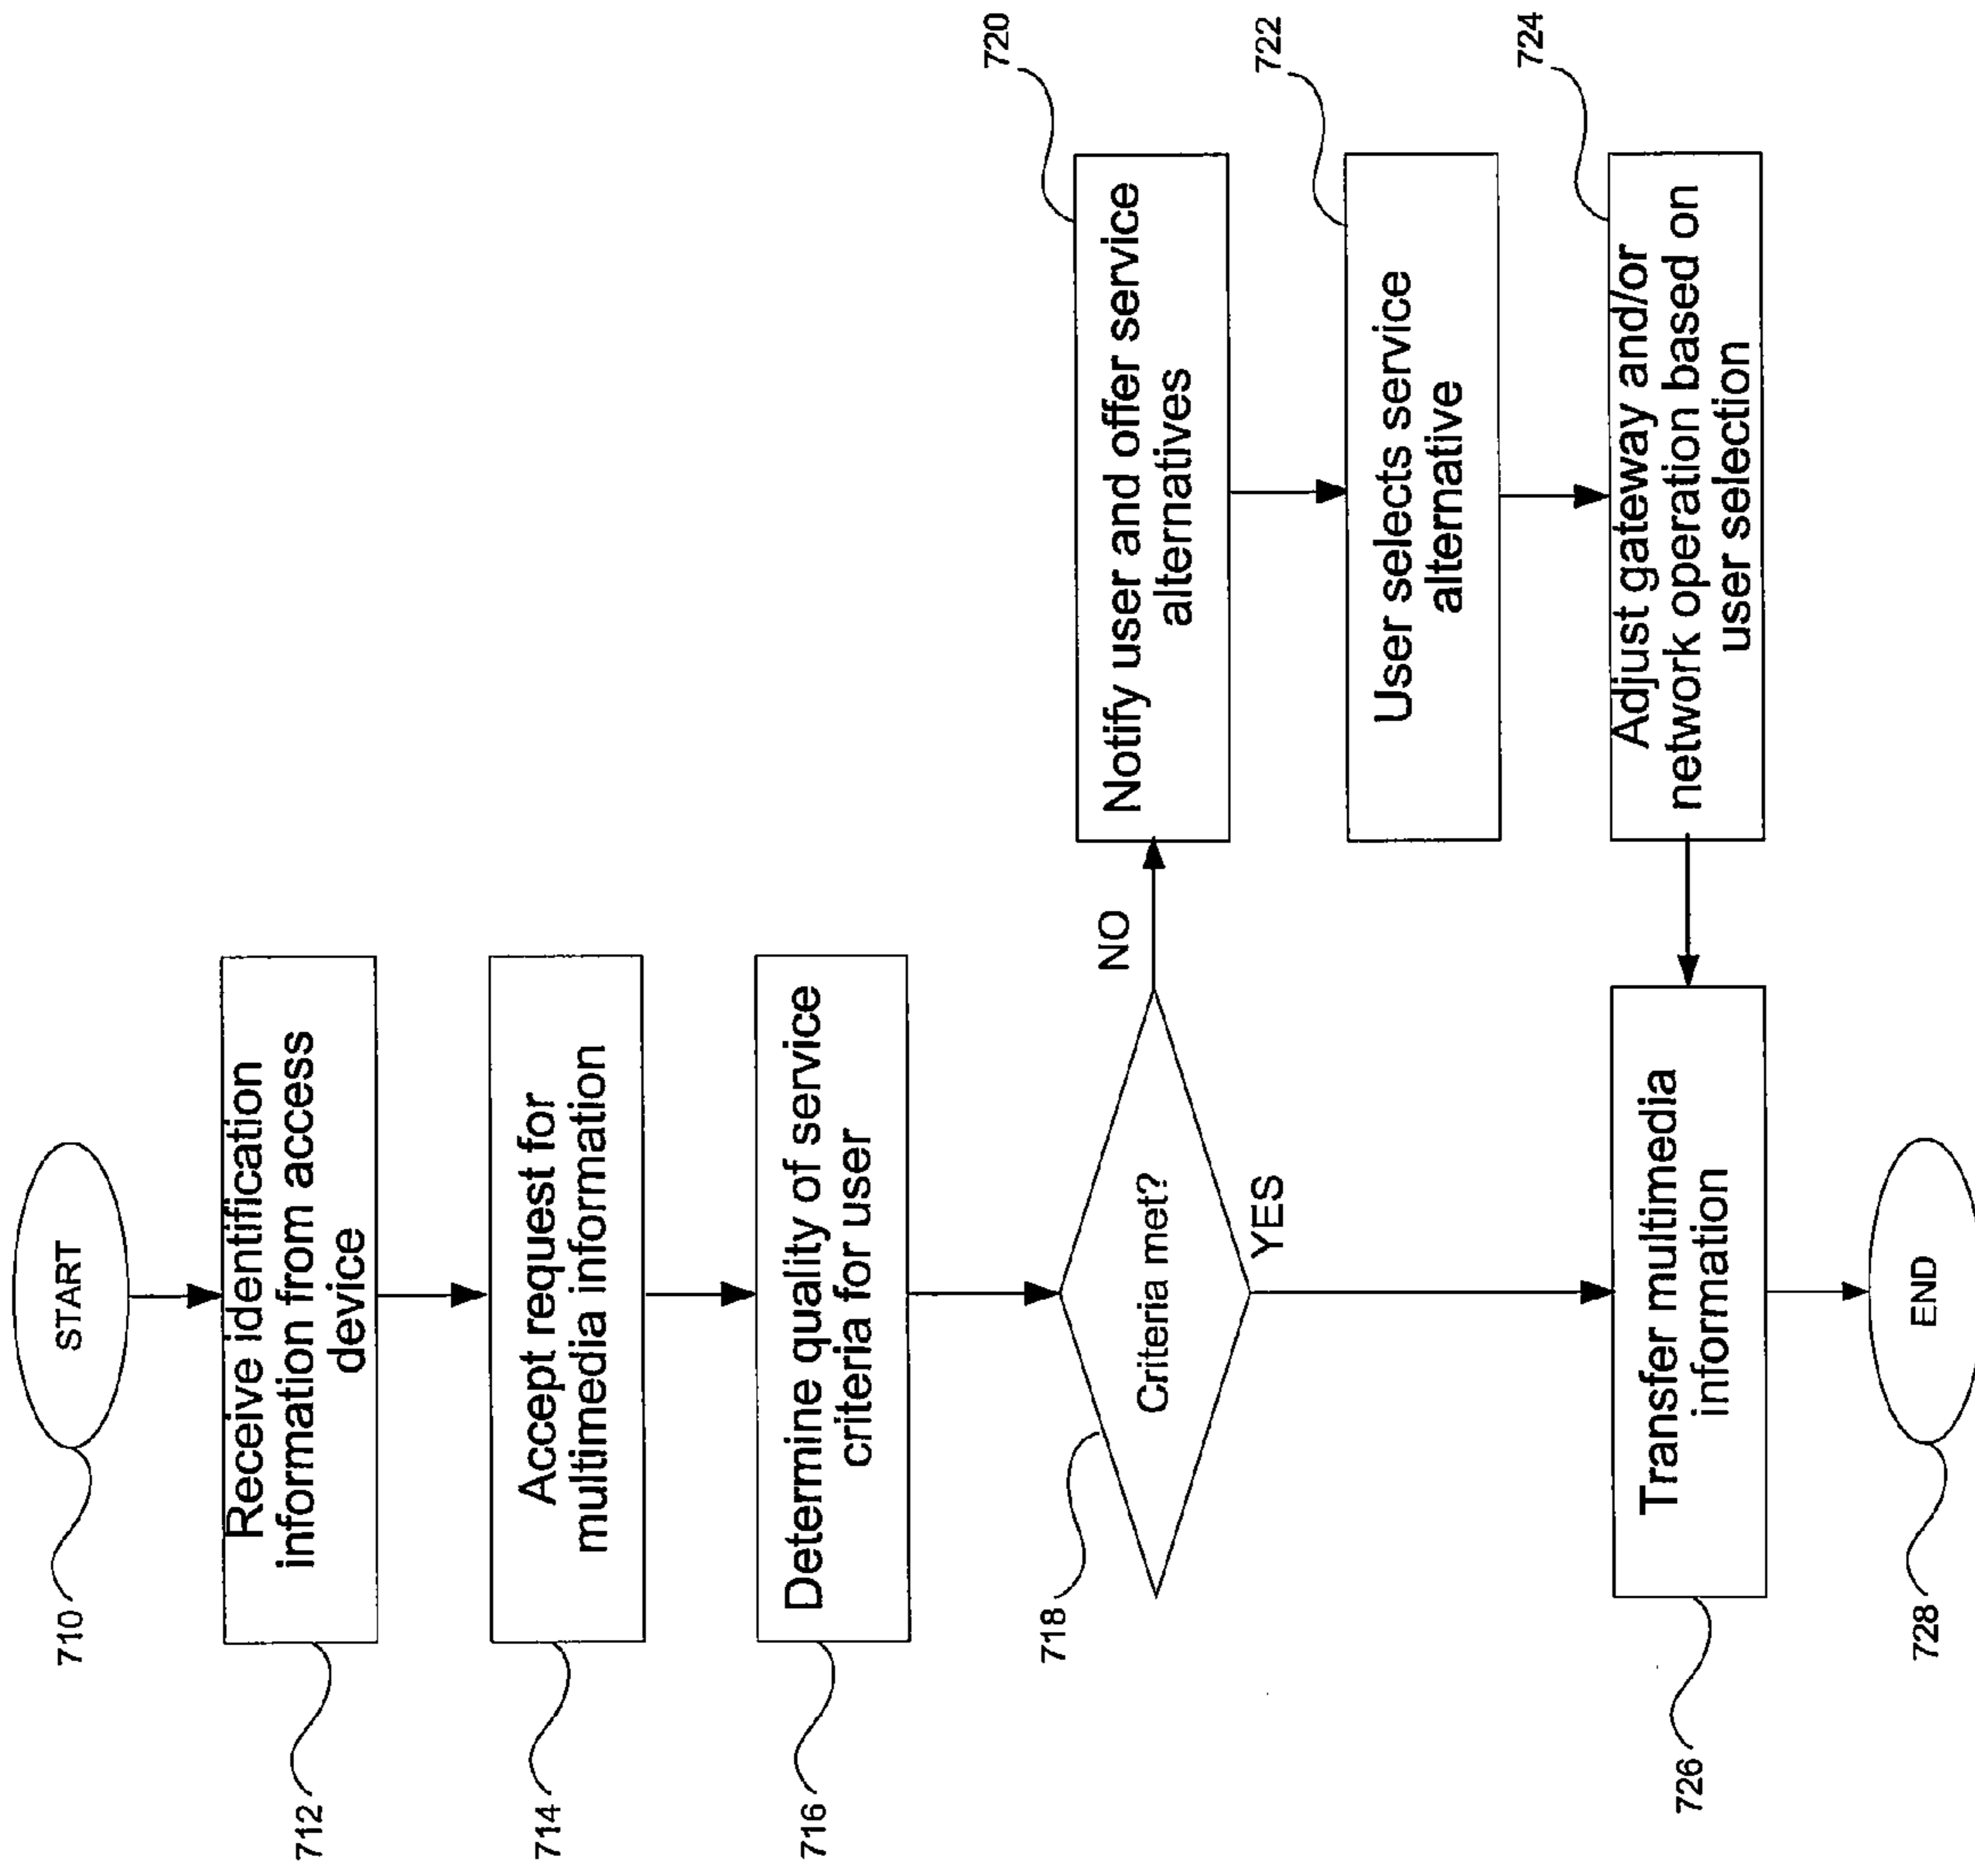 START
710
Receive identification
information from access
device
712
Accept request for
multimedia information
714
Determine quality of service
criteria for user
716
Criteria met?
718
NO
YES
Notify user and offer service
alternatives
720
User selects service
alternative
722
Adjust gateway and/or
network operation based on
user selection
724
Transfer multimedia
information
726
END
728